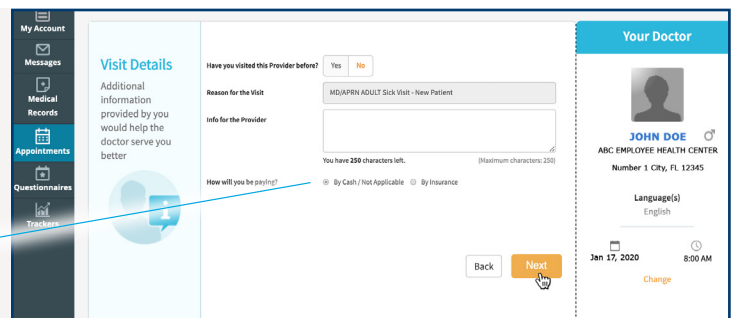 My Account
Messages
Medical
Records
Appointments
Questionnaires
Trackers
Visit Details
Additional
information
provided by you
would help the
doctor serve you
better
Have you visited this Provider before? Yes No
Reason for the Visit MD/APRN ADULT Sick Visit - New Patient
Info for the Provider
You have 250 characters left. (Maximum characters: 250)
How will you be paying? By Cash / Not Applicable By Insurance
Back Next
Your Doctor
JOHN DOE
ABC EMPLOYEE HEALTH CENTER
Number 1 City, FL 12345
Language(s)
English
Jan 17, 2020 8:00 AM
Change